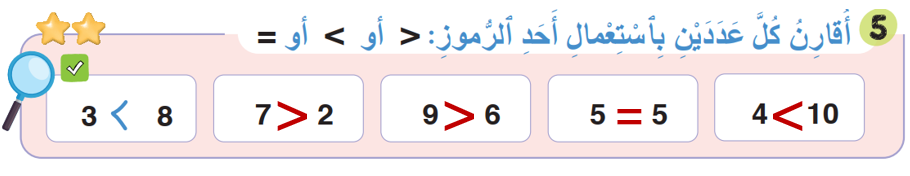 5 أُقارِنُ كُلَّ عَدَدَيْنِ بِٱسْتِعْمالِ أَحَدِ ٱلرُّموزِ: < أو > أو =
4 < 10
5 = 5
9 > 6
7 > 2
3 < 8